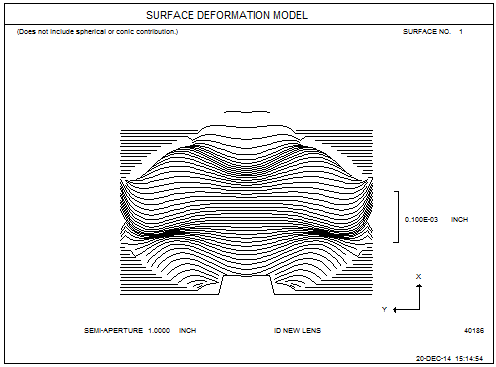 SURFACE DEFORMATION MODEL
(Does not include spherical or conic contribution.) SURFACE NO. 1
0.100E-03 INCH
X
Y
SEMI-APERTURE 1.0000 INCH ID NEW LENS 40186
20-DEC-14 15:14:54